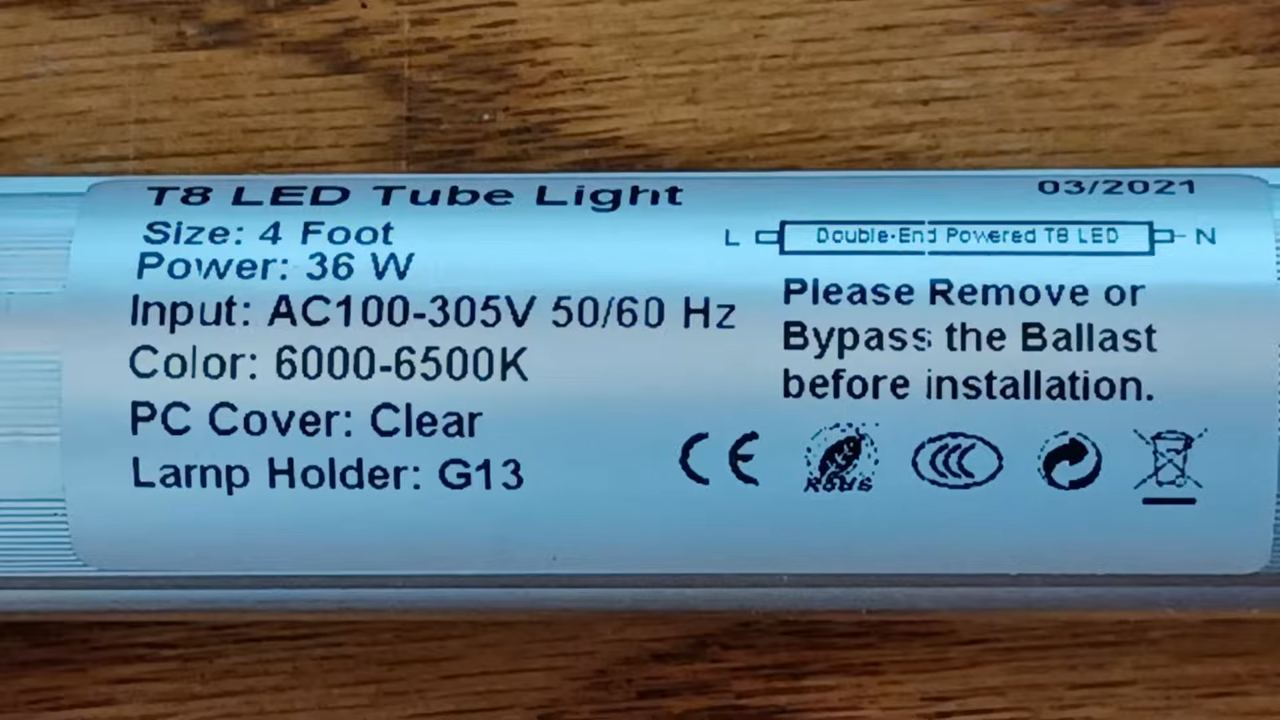 T8 LED Tube Light
03/2021
Size: 4 Foot
Power: 36 W
Input: AC100-305V 50/60 Hz
Color: 6000-6500K
PC Cover: Clear
Lamp Holder: G13
L Double-End Powered T8 LED N
Please Remove or
Bypass the Ballast
before installation.
CE
ROHS
CCC